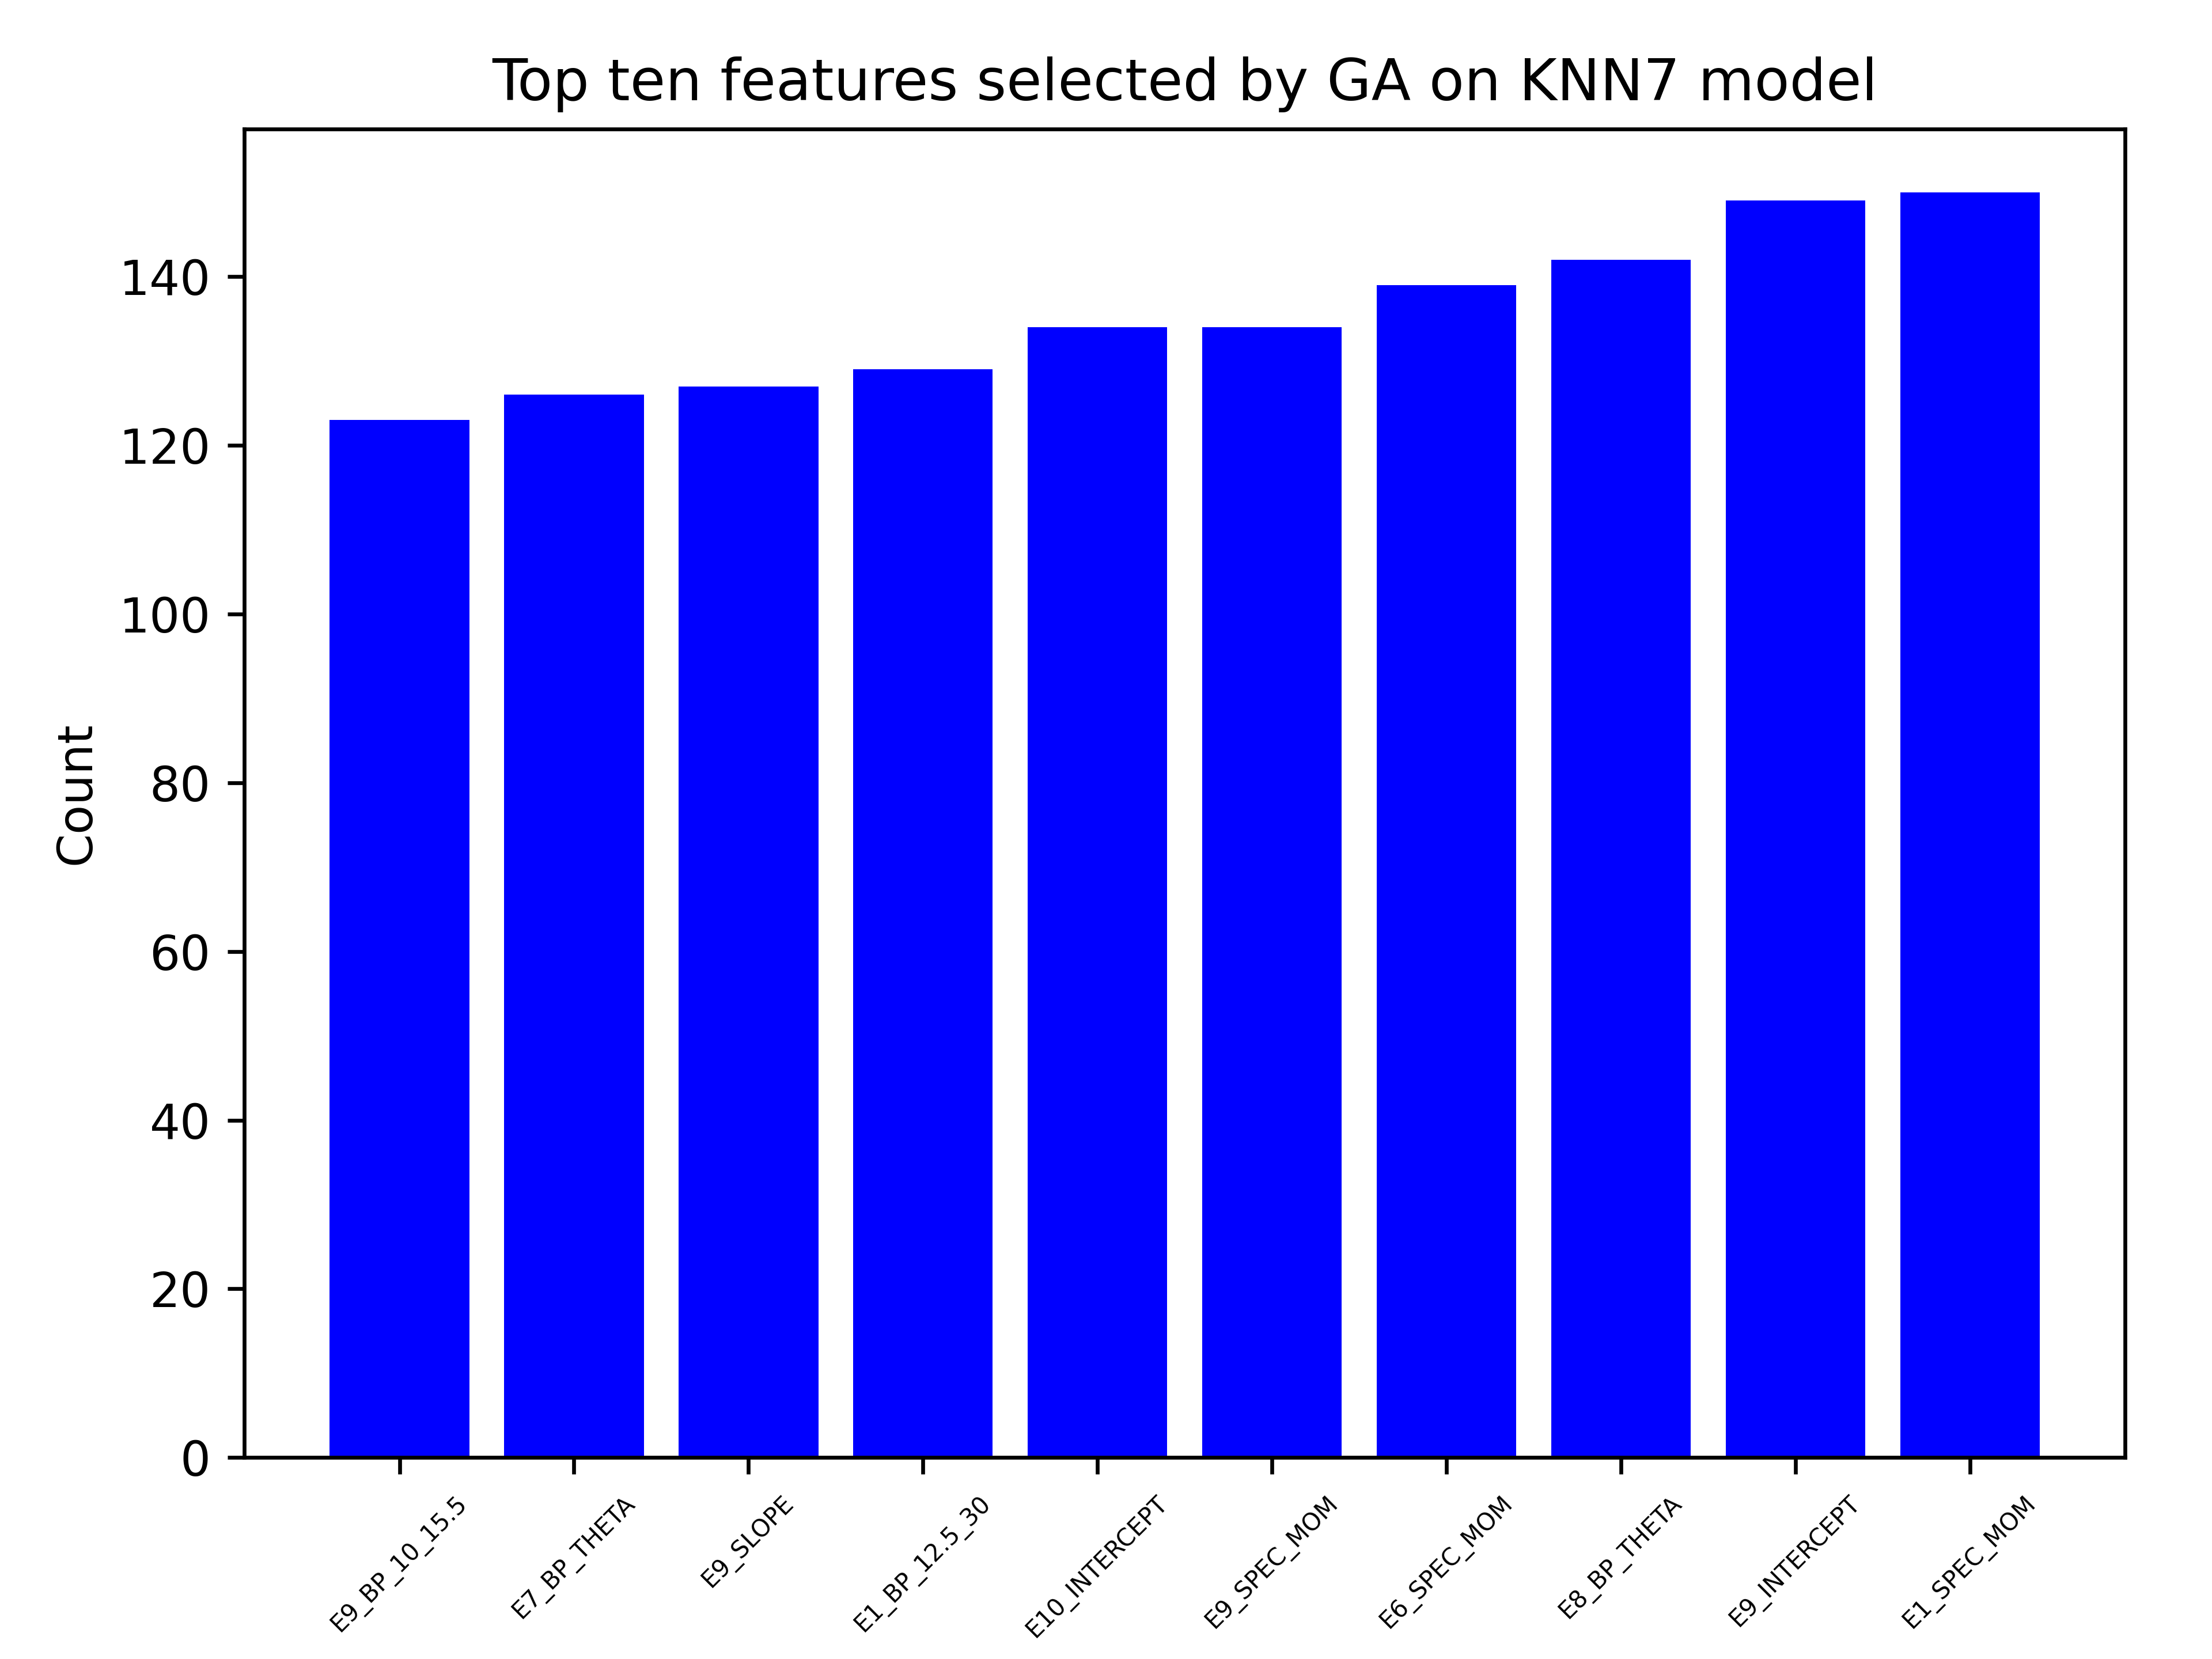 Top ten features selected by GA on KNN7 model
Count
140
120
100
80
60
40
20
0
E9_BP_10_15.5
E7_BP_THETA
E9_SLOPE
E1_BP_12.5_30
E10_INTERCEPT
E9_SPEC_MOM
E6_SPEC_MOM
E8_BP_THETA
E9_INTERCEPT
E1_SPEC_MOM